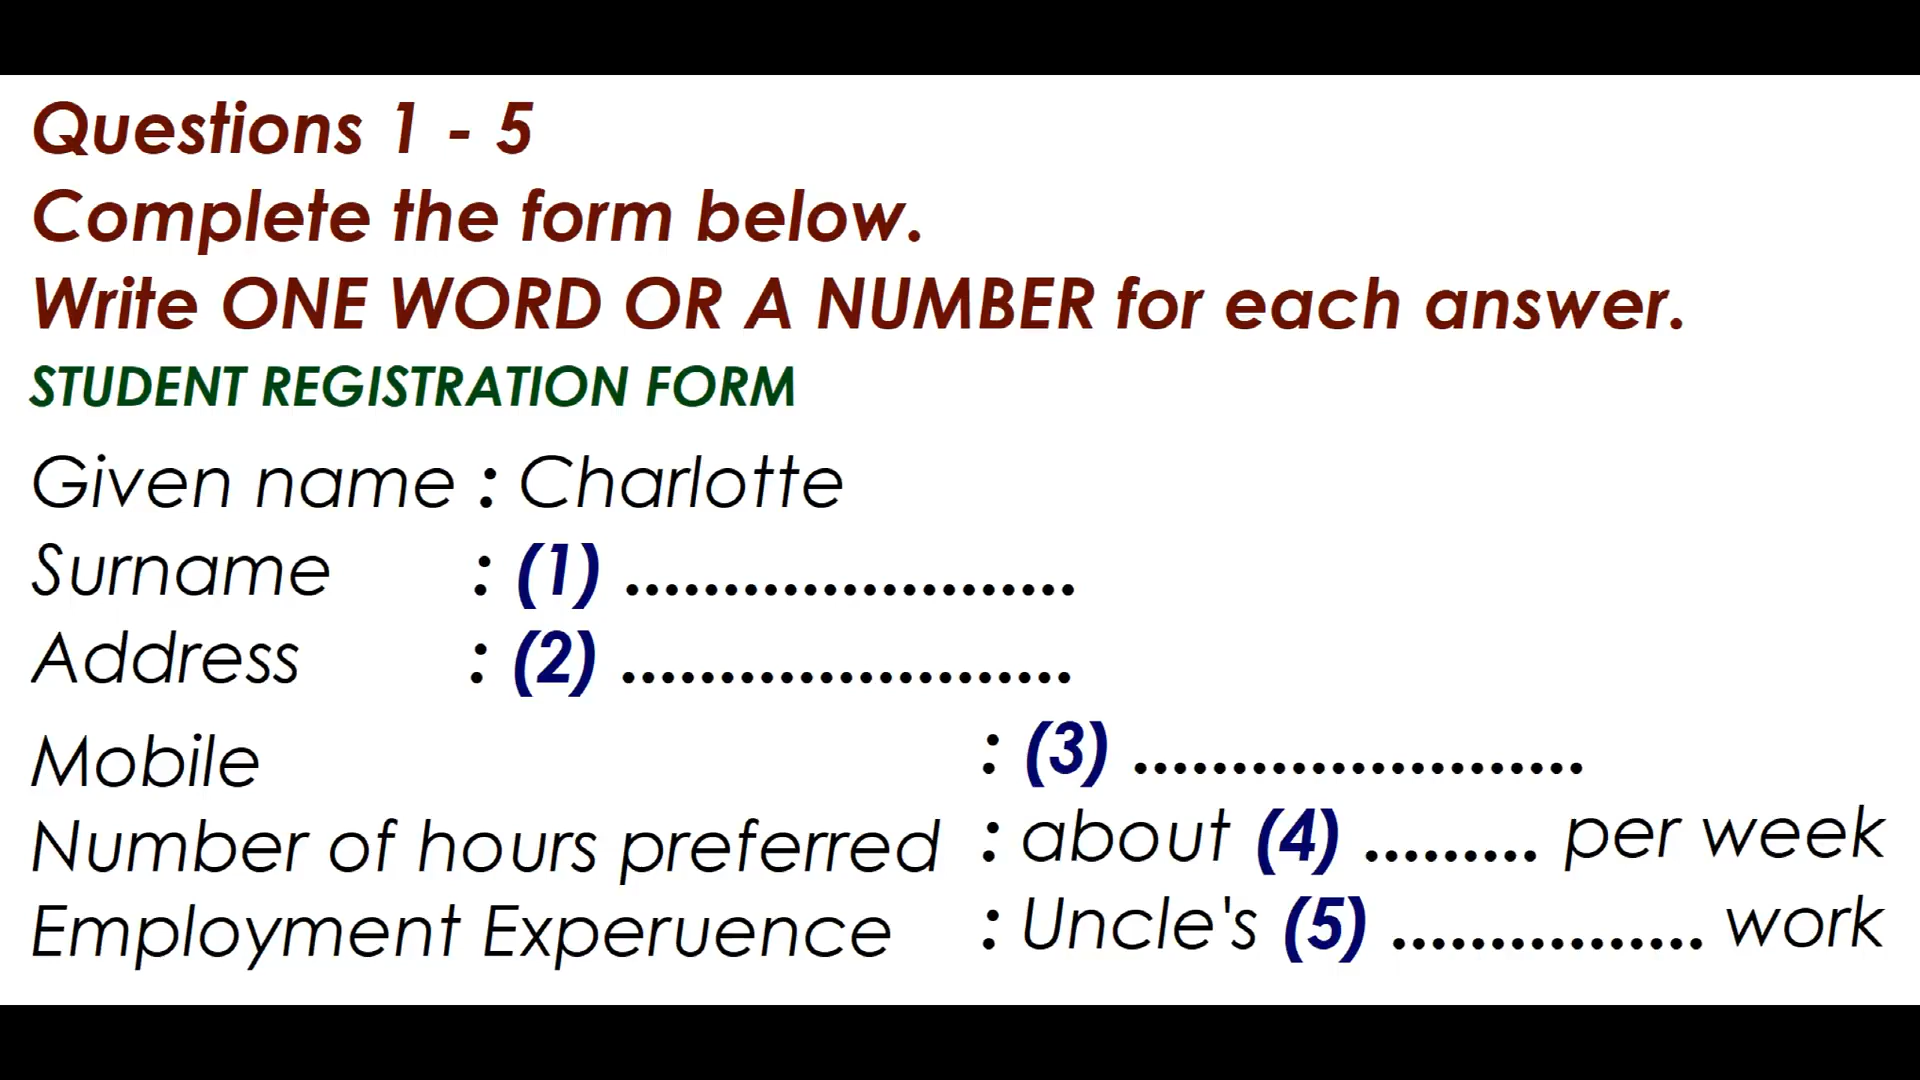 Questions 1 - 5
Complete the form below.
Write ONE WORD OR A NUMBER for each answer.
STUDENT REGISTRATION FORM
Given name : Charlotte
Surname : (1) .......................
Address : (2) .......................
Mobile : (3) .......................
Number of hours preferred : about (4) ......... per week
Employment Experuence : Uncle's (5) ................ work